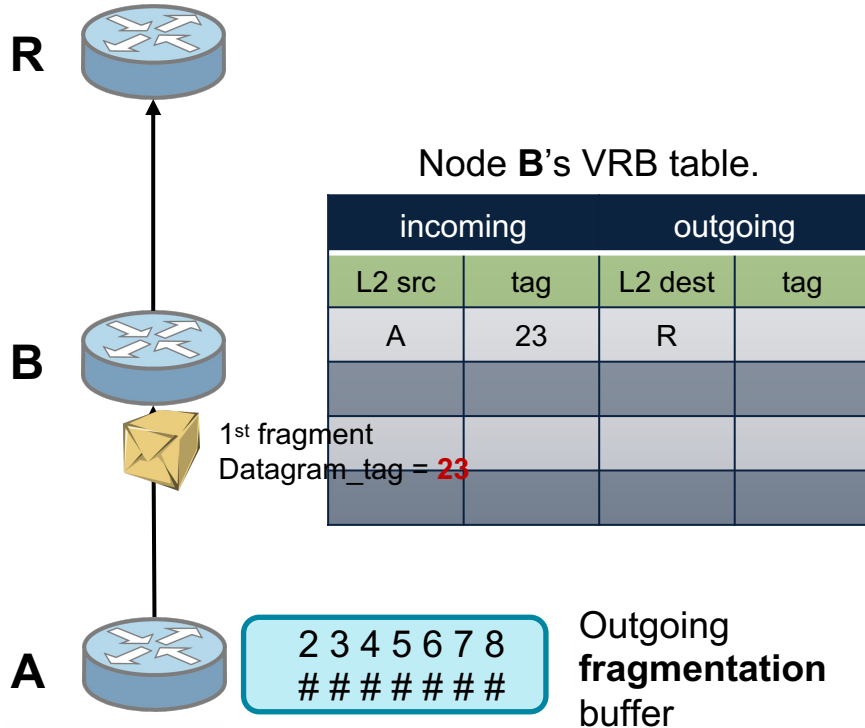 R
Node B's VRB table.
incoming outgoing
L2 src tag L2 dest tag
A 23 R
B
1st fragment
Datagram_tag = 23
A
2 3 4 5 6 7 8
# # # # # # #
Outgoing
fragmentation
buffer